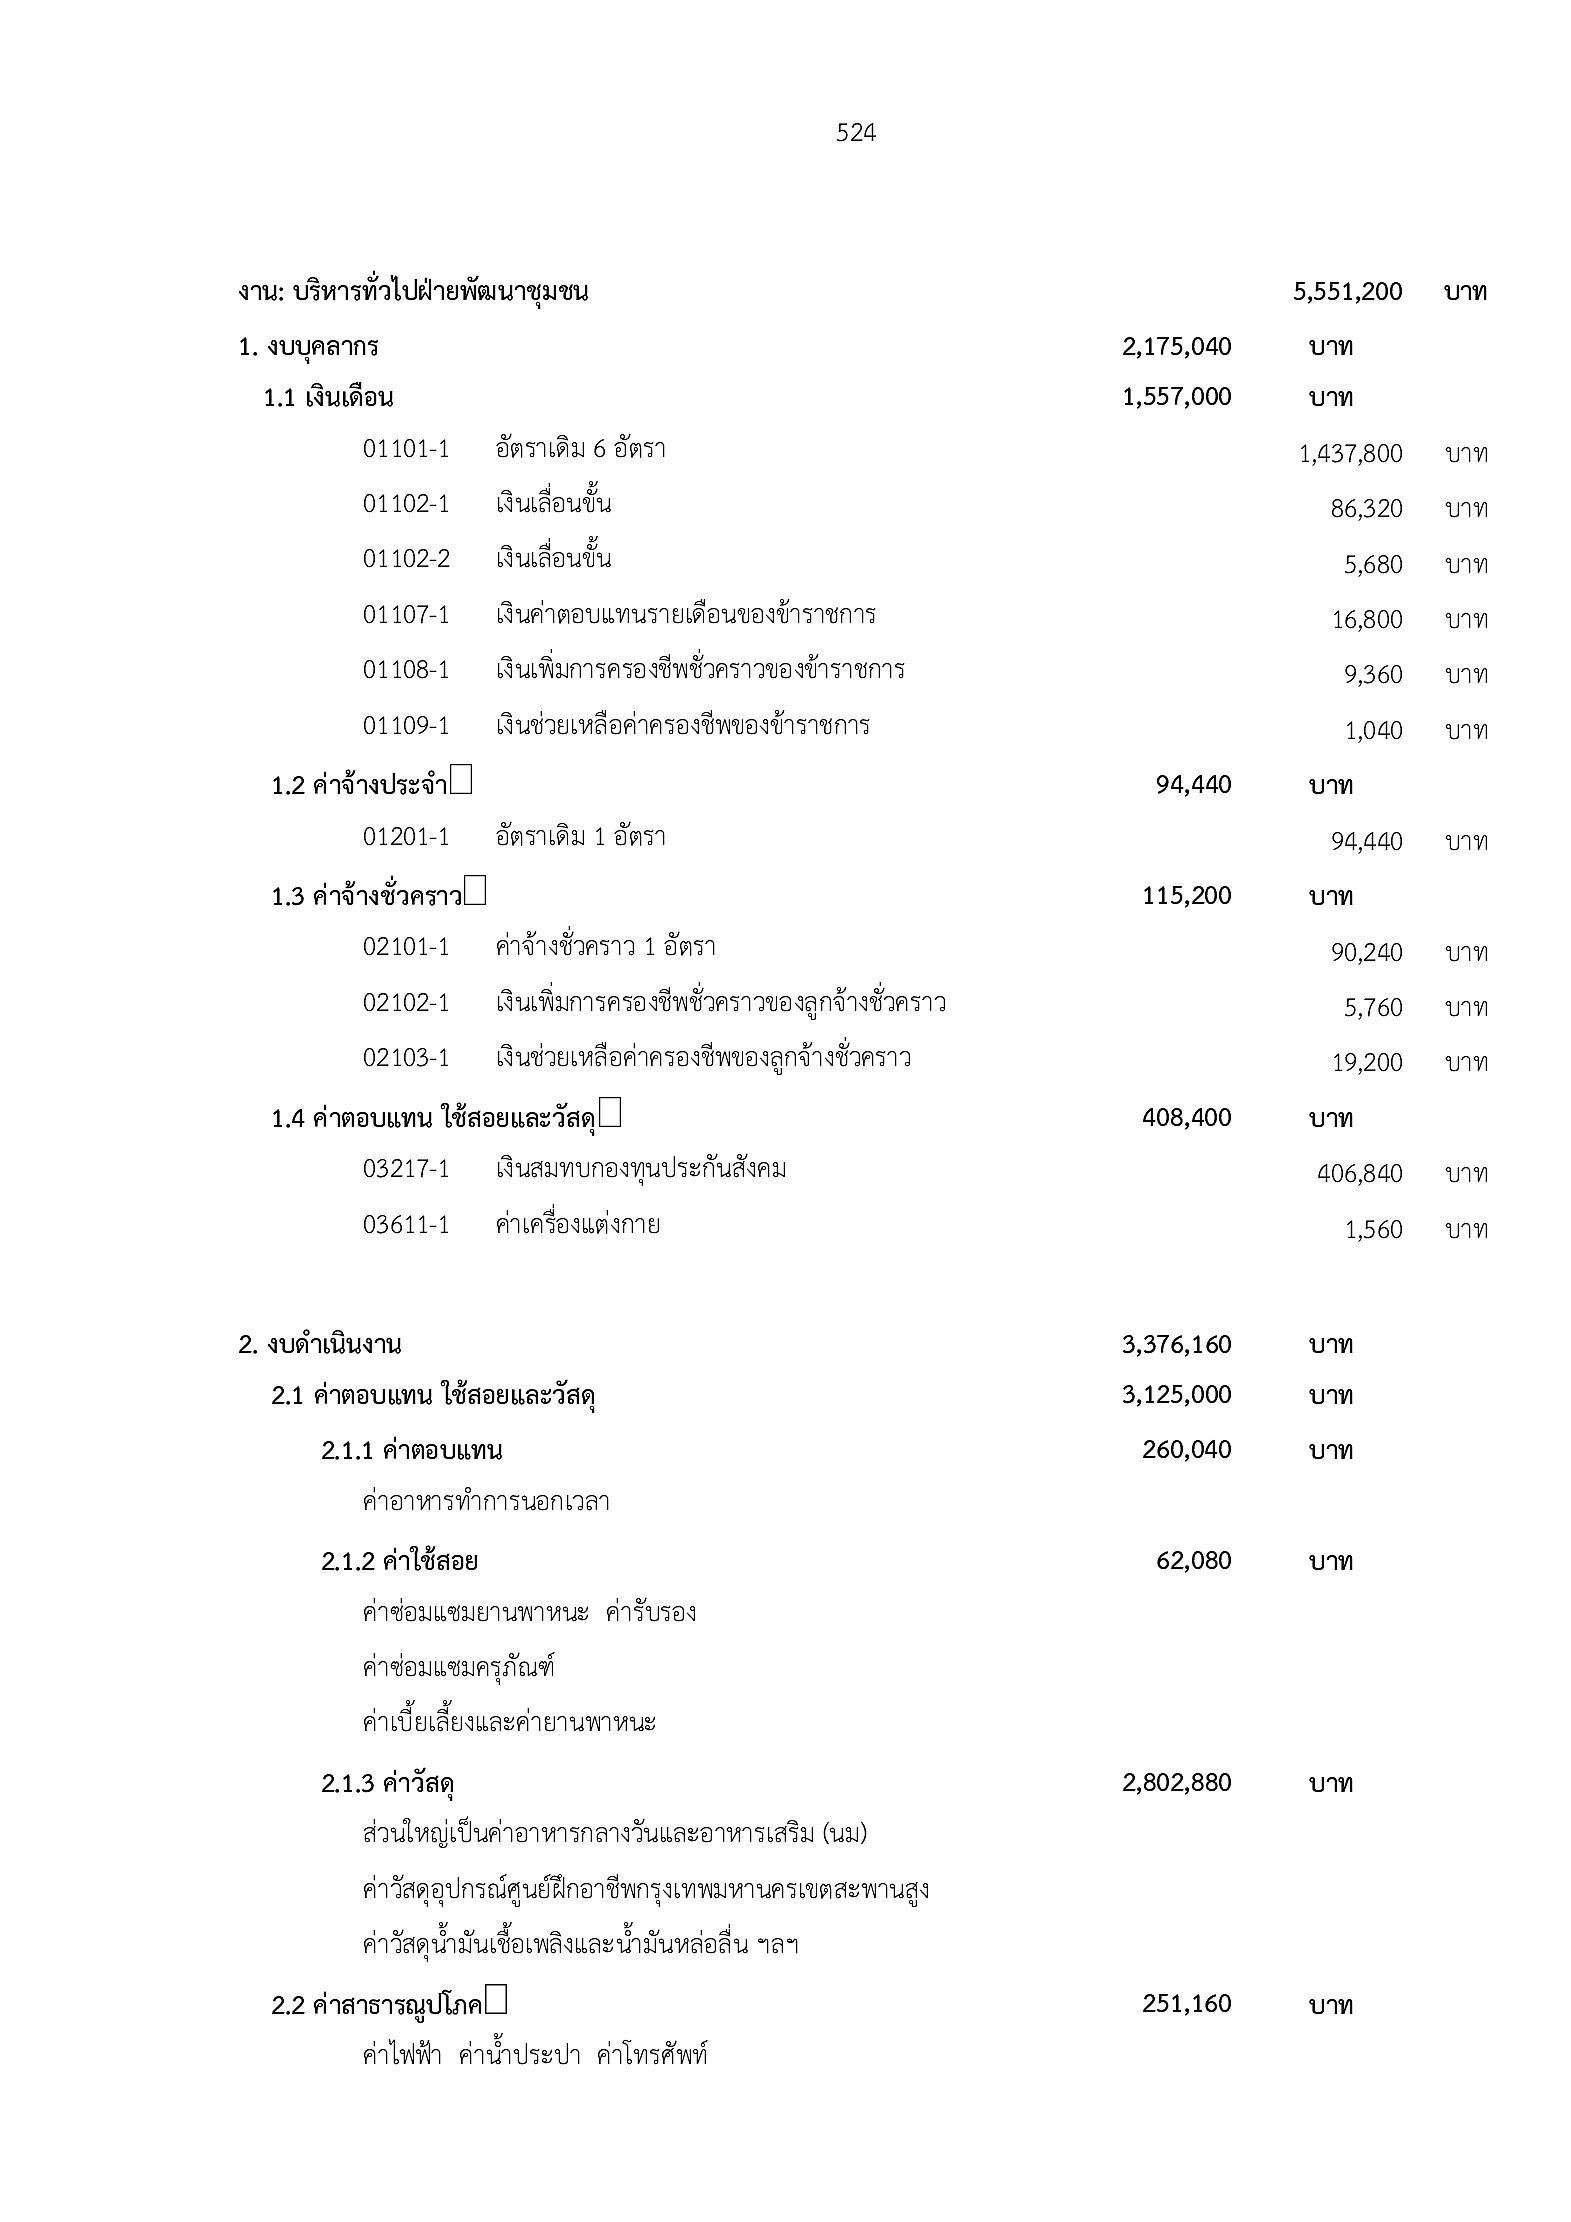 524
งาน: บริหารทั่วไปฝ่ายพัฒนาชุมชน 5,551,200 บาท
1. งบบุคลากร 2,175,040 บาท
1.1 เงินเดือน 1,557,000 บาท
01101-1 อัตราเดิม 6 อัตรา 1,437,800 บาท
01102-1 เงินเลื่อนขั้น 86,320 บาท
01102-2 เงินเลื่อนขั้น 5,680 บาท
01107-1 เงินค่าตอบแทนรายเดือนของข้าราชการ 16,800 บาท
01108-1 เงินเพิ่มการครองชีพชั่วคราวของข้าราชการ 9,360 บาท
01109-1 เงินช่วยเหลือค่าครองชีพของข้าราชการ 1,040 บาท
1.2 ค่าจ้างประจำ 94,440 บาท
01201-1 อัตราเดิม 1 อัตรา 94,440 บาท
1.3 ค่าจ้างชั่วคราว 115,200 บาท
02101-1 ค่าจ้างชั่วคราว 1 อัตรา 90,240 บาท
02102-1 เงินเพิ่มการครองชีพชั่วคราวของลูกจ้างชั่วคราว 5,760 บาท
02103-1 เงินช่วยเหลือค่าครองชีพของลูกจ้างชั่วคราว 19,200 บาท
1.4 ค่าตอบแทน ใช้สอยและวัสดุ 408,400 บาท
03217-1 เงินสมทบกองทุนประกันสังคม 406,840 บาท
03611-1 ค่าเครื่องแต่งกาย 1,560 บาท
2. งบดำเนินงาน 3,376,160 บาท
2.1 ค่าตอบแทน ใช้สอยและวัสดุ 3,125,000 บาท
2.1.1 ค่าตอบแทน 260,040 บาท
ค่าอาหารทำการนอกเวลา
2.1.2 ค่าใช้สอย 62,080 บาท
ค่าซ่อมแซมยานพาหนะ ค่ารับรอง
ค่าซ่อมแซมครุภัณฑ์
ค่าเบี้ยเลี้ยงและค่ายานพาหนะ
2.1.3 ค่าวัสดุ 2,802,880 บาท
ส่วนใหญ่เป็นค่าอาหารกลางวันและอาหารเสริม (นม)
ค่าวัสดุอุปกรณ์ศูนย์ฝึกอาชีพกรุงเทพมหานครเขตสะพานสูง
ค่าวัสดุน้ำมันเชื้อเพลิงและน้ำมันหล่อลื่น ฯลฯ
2.2 ค่าสาธารณูปโภค 251,160 บาท
ค่าไฟฟ้า ค่าน้ำประปา ค่าโทรศัพท์